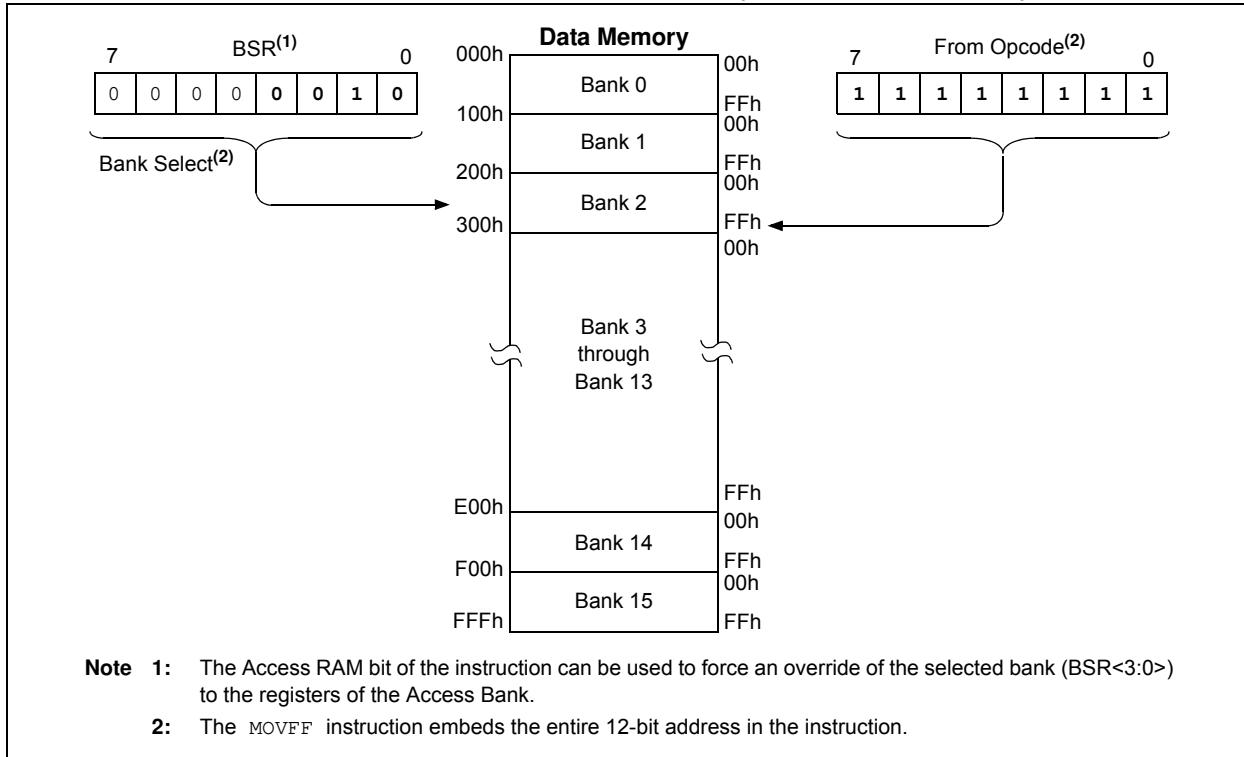 Data Memory
7 BSR(1) 0
0 0 0 0 0 0 1 0
Bank Select(2)
000h
100h
200h
300h
E00h
F00h
FFFh
Bank 0
Bank 1
Bank 2
Bank 3
through
Bank 13
Bank 14
Bank 15
00h
FFh
00h
FFh
00h
FFh
00h
FFh
00h
FFh
00h
FFh
7 From Opcode(2) 0
1 1 1 1 1 1 1 1
Note 1: The Access RAM bit of the instruction can be used to force an override of the selected bank (BSR<3:0>)
to the registers of the Access Bank.
2: The MOVFF instruction embeds the entire 12-bit address in the instruction.